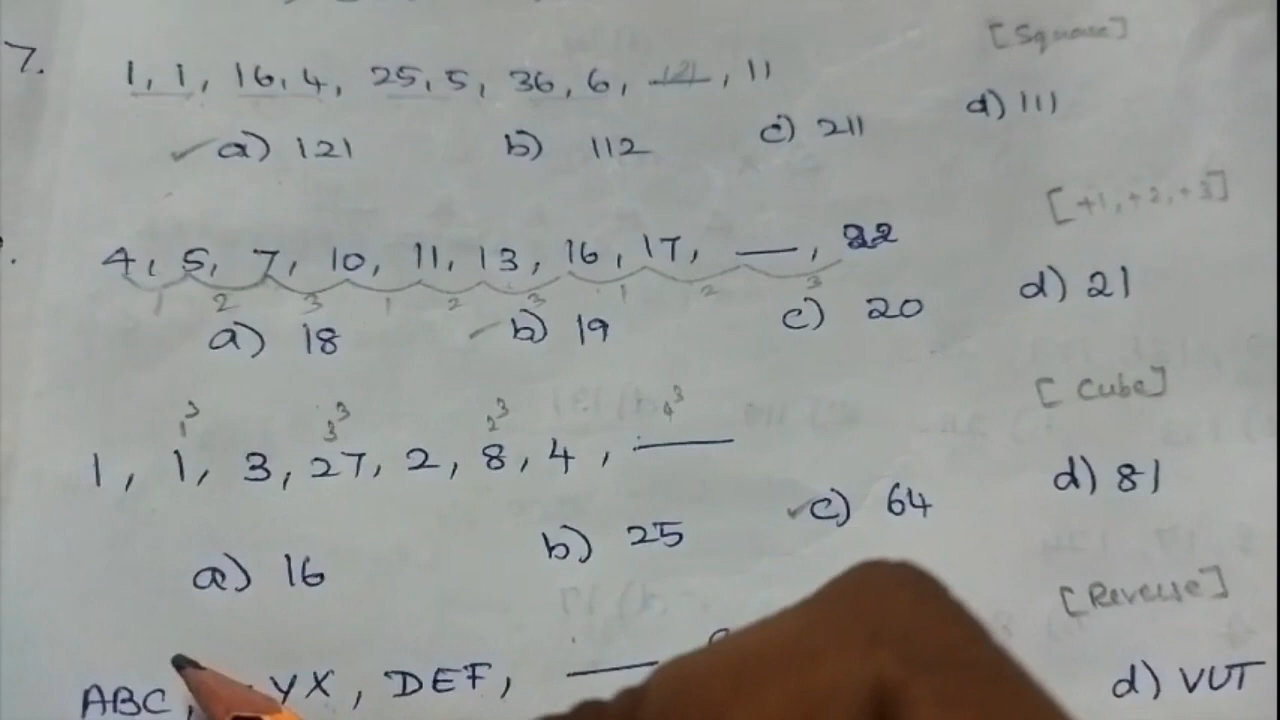 7. 1, 1, 16, 4, 25, 5, 36, 6, 121, 11 [Square]
a) 121 b) 112 c) 211 d) 111
4, 5, 7, 10, 11, 13, 16, 17, __, 22 [+1, +2, +3]
1 2 3 1 2 3 1 2 3
a) 18 b) 19 c) 20 d) 21
1³ 3³ 2³ 4³ [Cube]
1, 1, 3, 27, 2, 8, 4, __
a) 16 b) 25 c) 64 d) 81
[Reverse]
ABC, YX, DEF, __ d) VUT